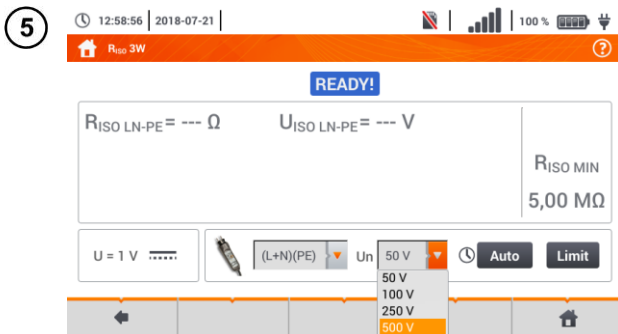 5
12:58:56 2018-07-21 100 %
RISO 3W ?
READY!
RISO LN-PE= --- Ω UISO LN-PE= --- V
RISO MIN
5,00 MΩ
U = 1 V (L+N)(PE) Un 50 V Auto Limit
50 V
100 V
250 V
500 V